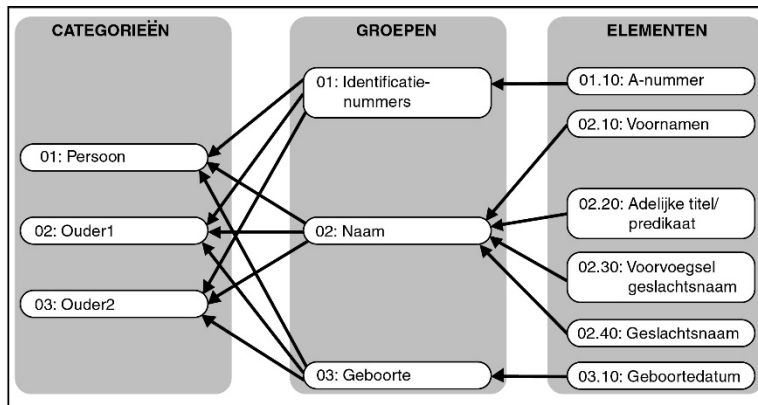 CATEGORIEËN
01: Persoon
02: Ouder1
03: Ouder2
GROEPEN
01: Identificatie-
nummers
02: Naam
03: Geboorte
ELEMENTEN
01.10: A-nummer
02.10: Voornamen
02.20: Adelijke titel/
predikaat
02.30: Voorvoegsel
geslachtsnaam
02.40: Geslachtsnaam
03.10: Geboortedatum